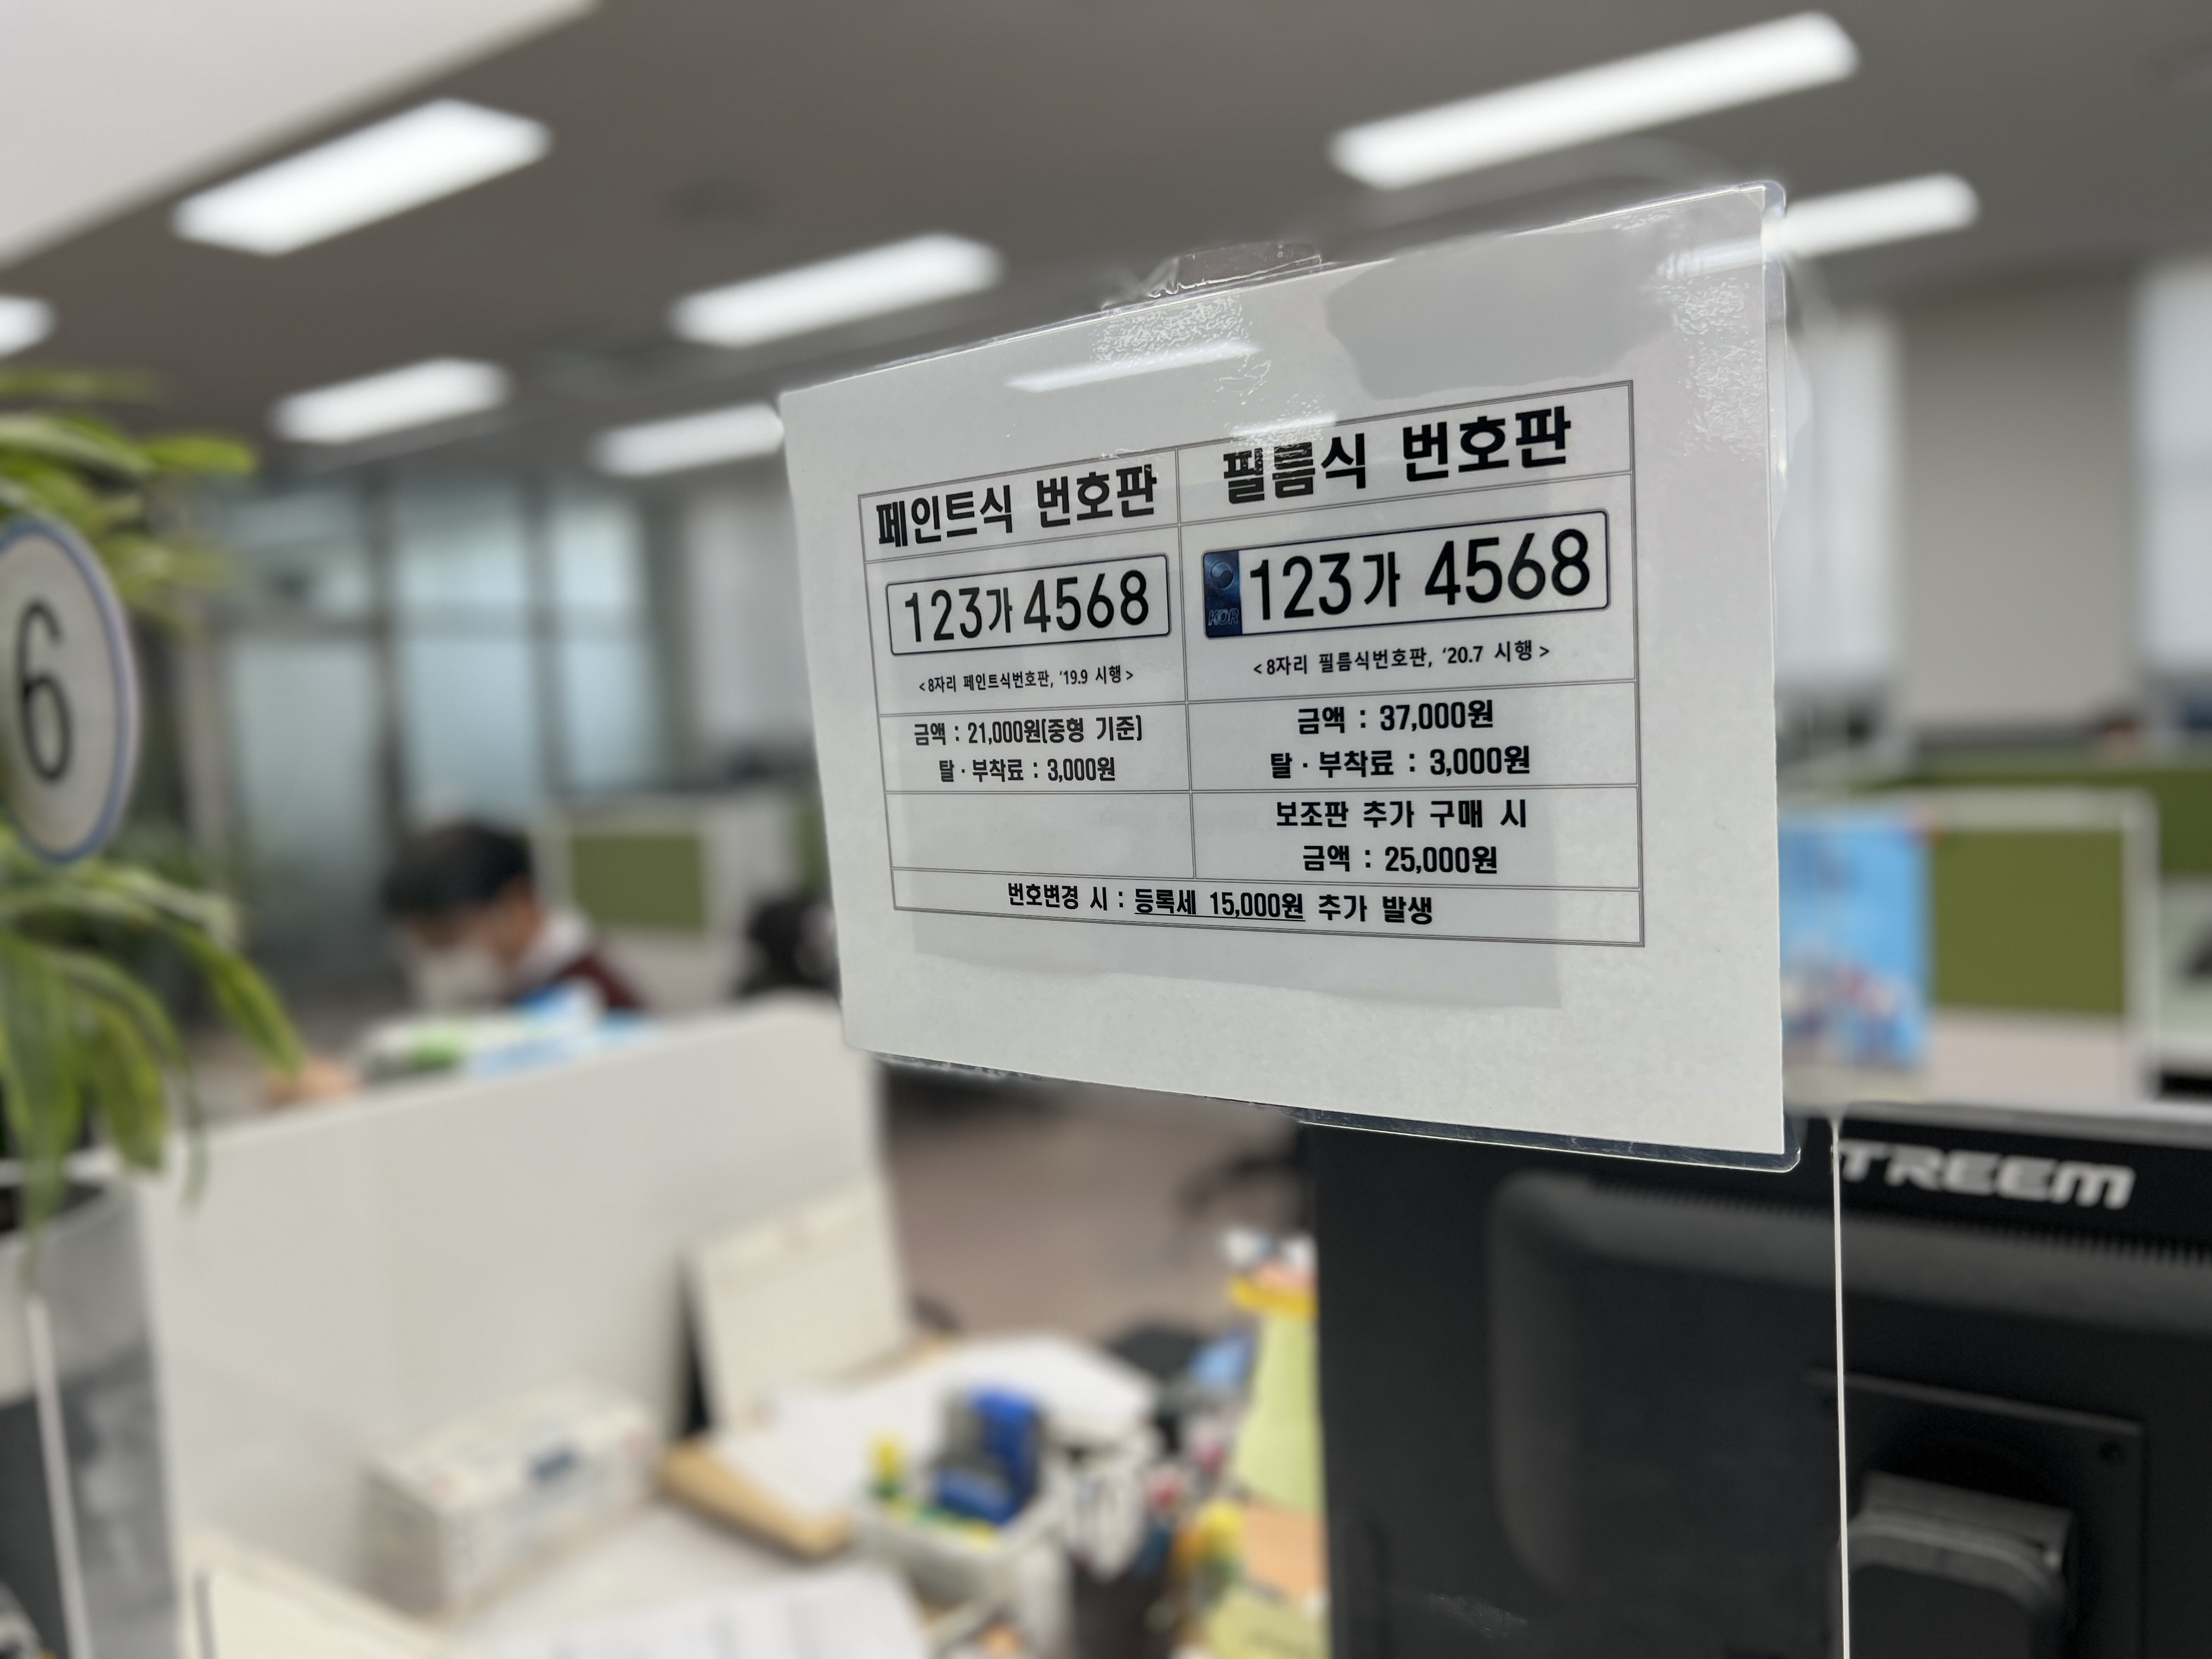 6
페인트식 번호판
필름식 번호판
123가 4568
KOR
123가 4568
<8자리 페인트식번호판, ‘19.9 시행>
<8자리 필름식번호판, ‘20.7 시행>
금액 : 21,000원(중형 기준)
탈·부착료 : 3,000원
금액 : 37,000원
탈·부착료 : 3,000원
보조판 추가 구매 시
금액 : 25,000원
번호변경 시 : 등록세 15,000원 추가 발생
TREEM